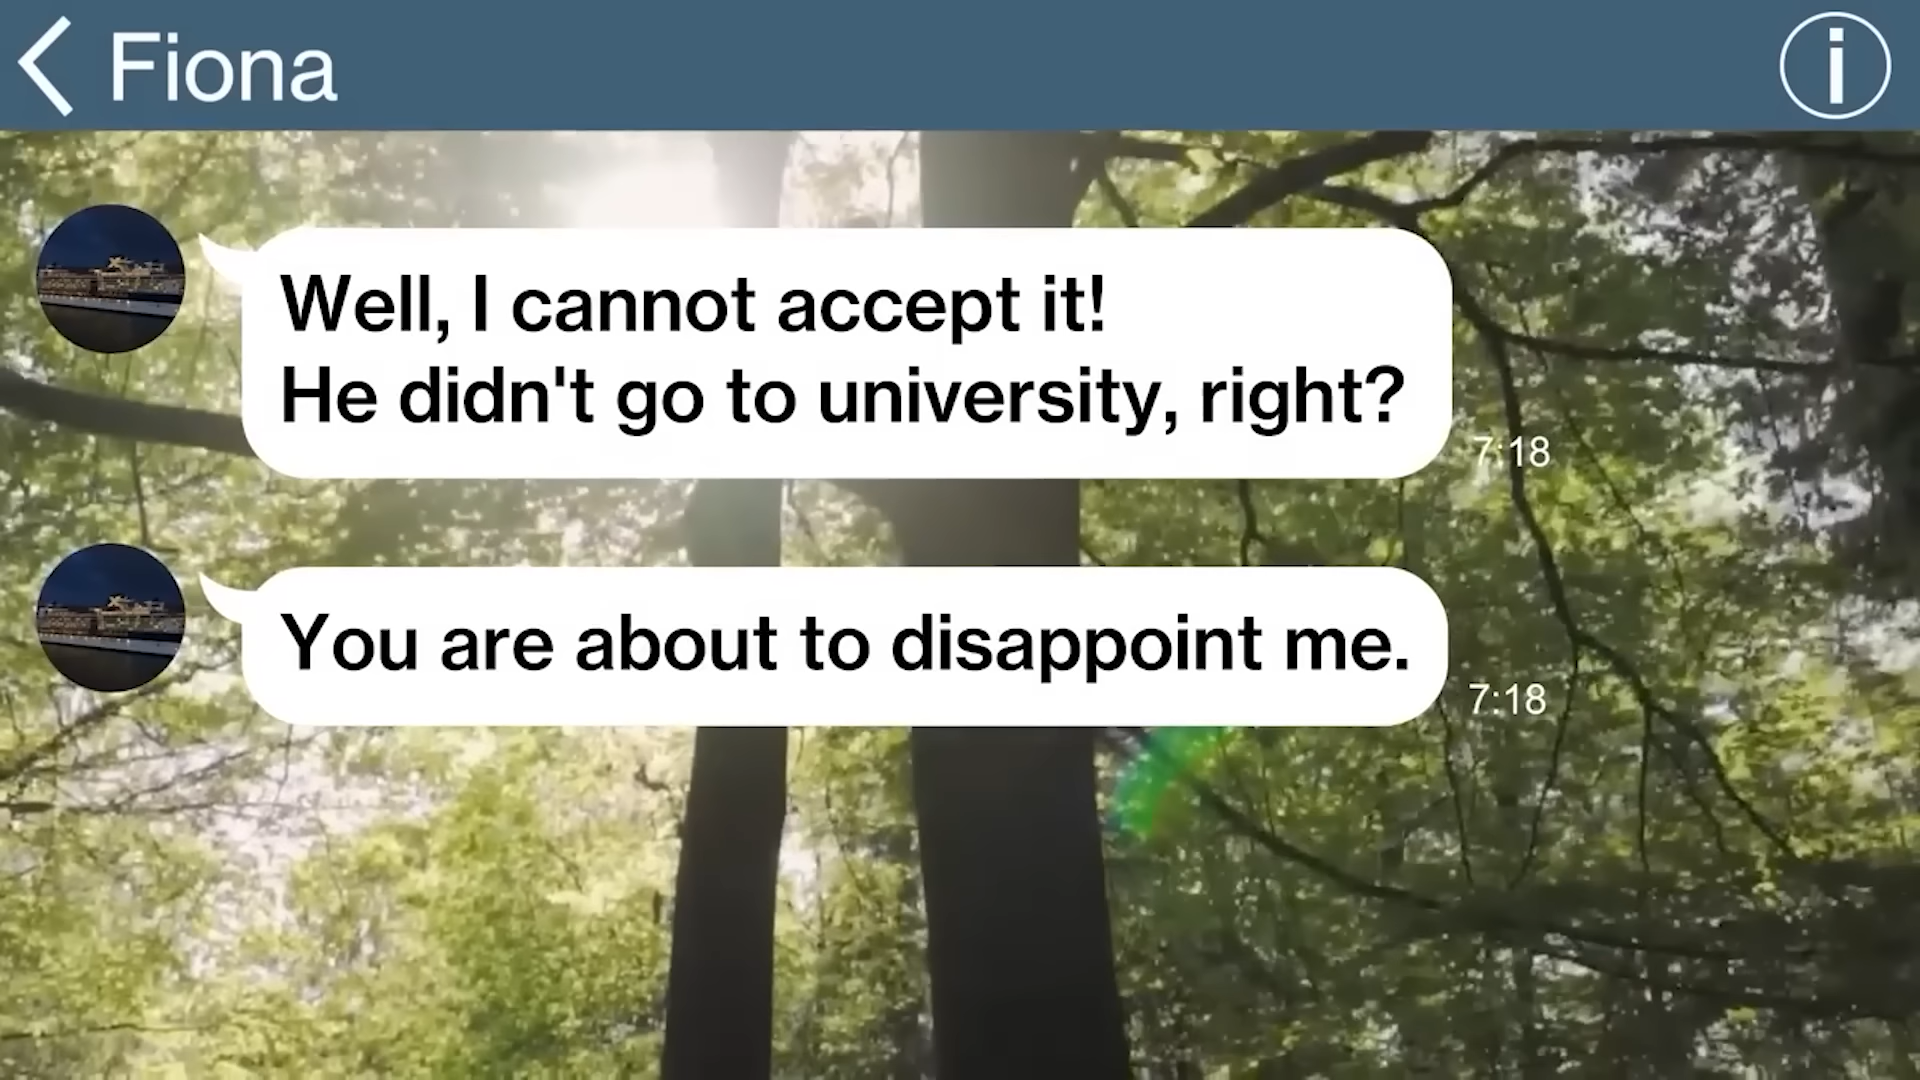 Fiona
Well, I cannot accept it!
He didn't go to university, right?
7:18
You are about to disappoint me.
7:18